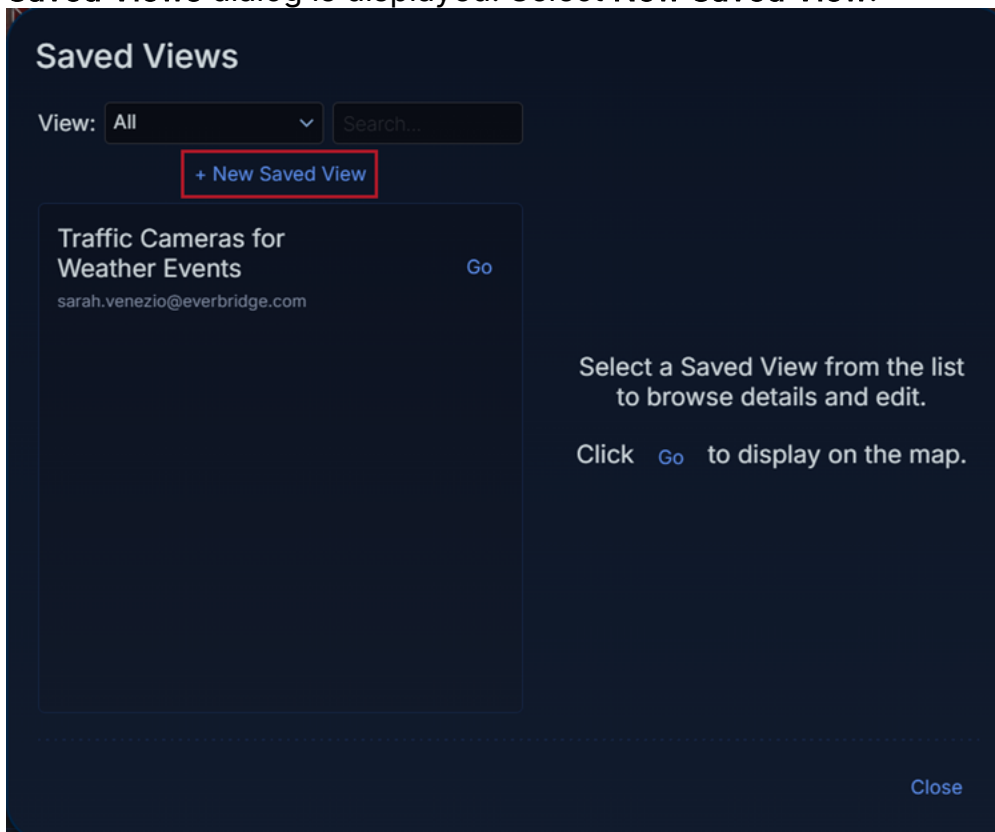 Saved Views dialog is displayed. Select New Saved View.
Saved Views
View: All Search...
+ New Saved View
Traffic Cameras for
Weather Events
Go
sarah.venezio@everbridge.com
Select a Saved View from the list
to browse details and edit.
Click Go to display on the map.
Close